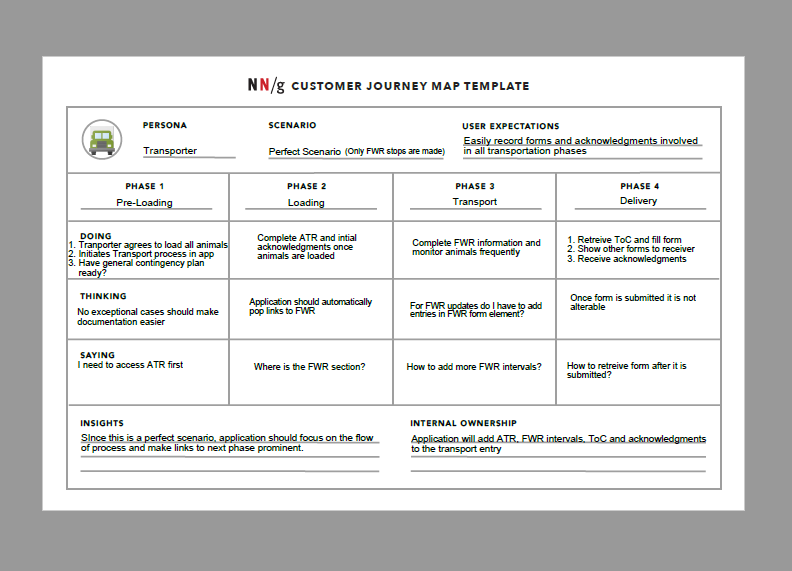 NN/g CUSTOMER JOURNEY MAP TEMPLATE
PERSONA
Transporter
SCENARIO
Perfect Scenario (Only FWR stops are made)
USER EXPECTATIONS
Easily record forms and acknowledgments involved
in all transportation phases
PHASE 1
Pre-Loading
PHASE 2
Loading
PHASE 3
Transport
PHASE 4
Delivery
DOING
1. Tranporter agrees to load all animals
2. Initiates Transport process in app
3. Have general contingency plan
ready?
Complete ATR and intial
acknowledgments once
animals are loaded
Complete FWR information and
monitor animals frequently
1. Retreive ToC and fill form
2. Show other forms to receiver
3. Receive acknowledgments
THINKING
No exceptional cases should make
documentation easier
Application should automatically
pop links to FWR
For FWR updates do I have to add
entries in FWR form element?
Once form is submitted it is not
alterable
SAYING
I need to access ATR first
Where is the FWR section?
How to add more FWR intervals?
How to retreive form after it is
submitted?
INSIGHTS
SInce this is a perfect scenario, application should focus on the flow
of process and make links to next phase prominent.
INTERNAL OWNERSHIP
Application will add ATR, FWR intervals, ToC and acknowledgments
to the transport entry